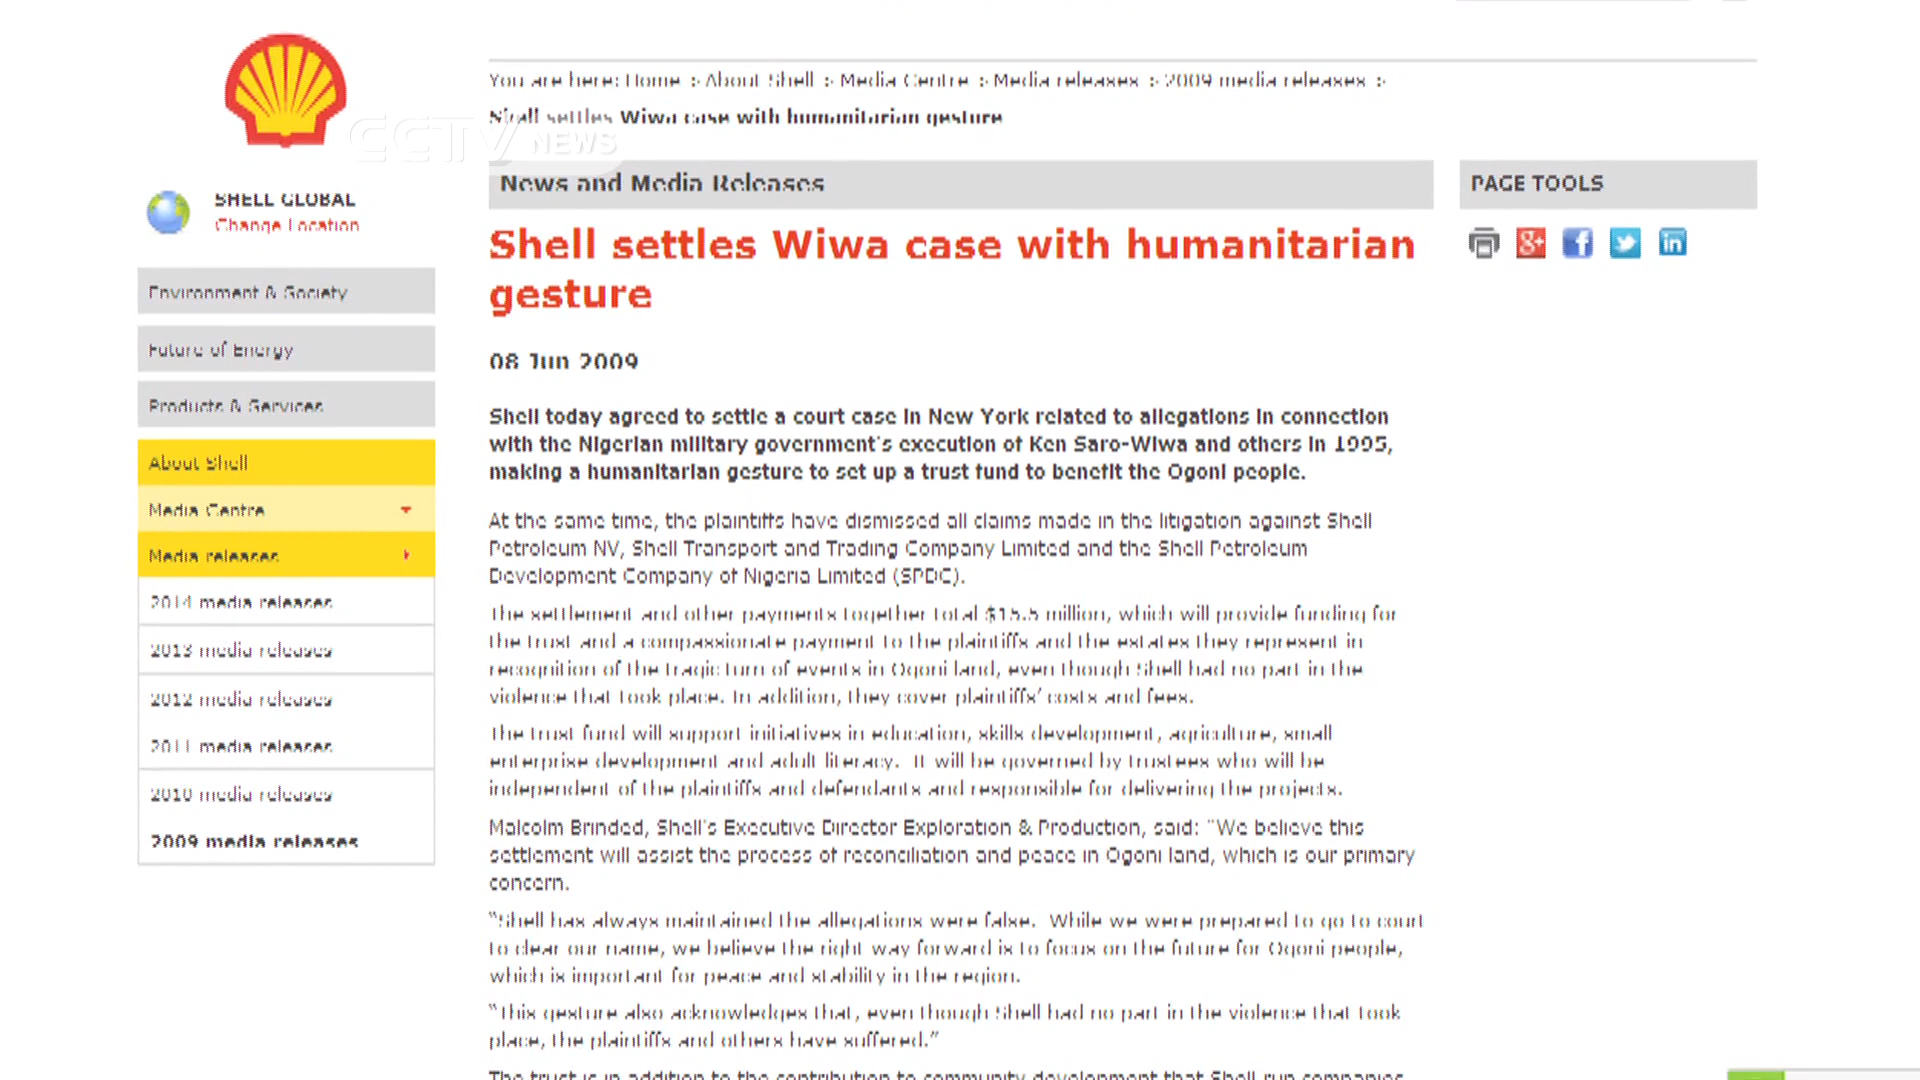 You are here: Home > About Shell > Media Centre > Media releases > 2009 media releases >
Shell settles Wiwa case with humanitarian gesture
CCTV NEWS
SHELL GLOBAL
Change Location
Environment & Society
Future of Energy
Products & Services
About Shell
Media Centre
Media releases
2014 media releases
2013 media releases
2012 media releases
2011 media releases
2010 media releases
2009 media releases
News and Media Releases
Shell settles Wiwa case with humanitarian
gesture
08 Jun 2009
Shell today agreed to settle a court case in New York related to allegations in connection
with the Nigerian military government's execution of Ken Saro-Wiwa and others in 1995,
making a humanitarian gesture to set up a trust fund to benefit the Ogoni people.
At the same time, the plaintiffs have dismissed all claims made in the litigation against Shell
Petroleum NV, Shell Transport and Trading Company Limited and the Shell Petroleum
Development Company of Nigeria Limited (SPDC).
The settlement and other payments together total $15.5 million, which will provide funding for
the trust and a compassionate payment to the plaintiffs and the estates they represent in
recognition of the tragic turn of events in Ogoni land, even though Shell had no part in the
violence that took place. In addition, they cover plaintiffs’ costs and fees.
The trust fund will support initiatives in education, skills development, agriculture, small
enterprise development and adult literacy.  It will be governed by trustees who will be
independent of the plaintiffs and defendants and responsible for delivering the projects.
Malcolm Brinded, Shell's Executive Director Exploration & Production, said: “We believe this
settlement will assist the process of reconciliation and peace in Ogoni land, which is our primary
concern.
“Shell has always maintained the allegations were false.  While we were prepared to go to court
to clear our name, we believe the right way forward is to focus on the future for Ogoni people,
which is important for peace and stability in the region.
“This gesture also acknowledges that, even though Shell had no part in the violence that took
place, the plaintiffs and others have suffered.”
The trust is in addition to the contribution to community development that Shell run companies
PAGE TOOLS